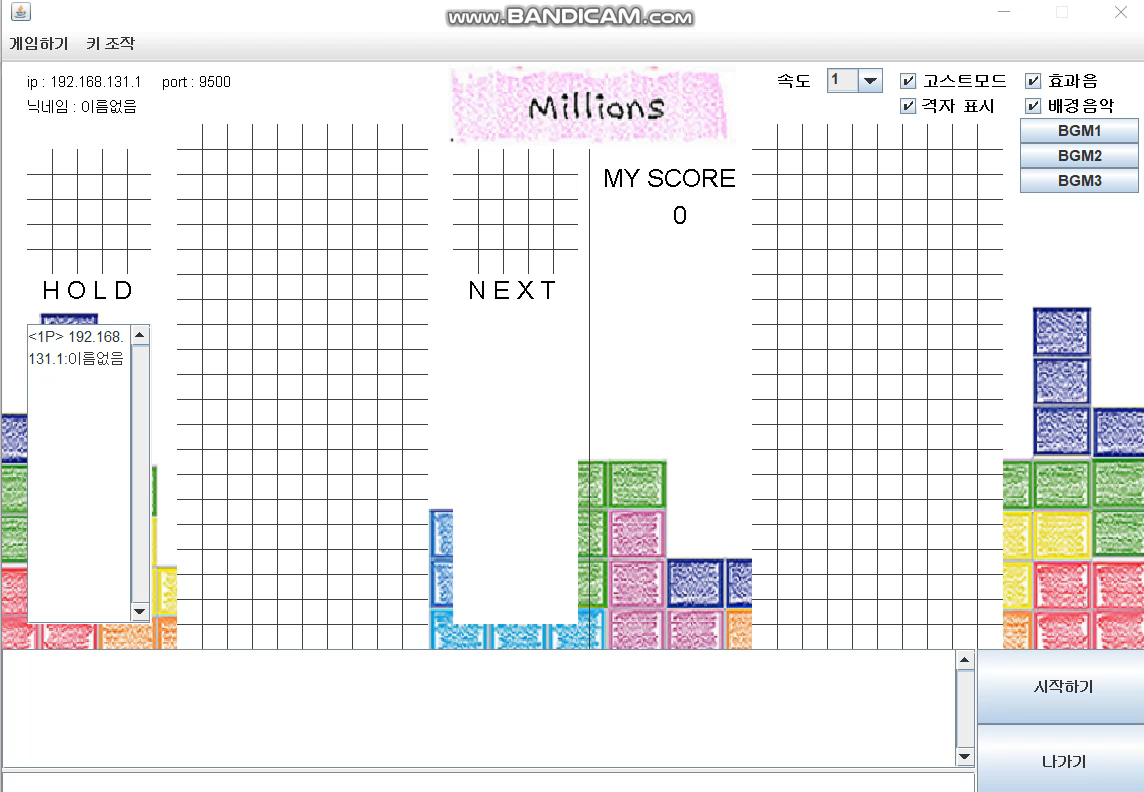 www.BANDICAM.com
게임하기 키 조작
ip : 192.168.131.1 port : 9500
닉네임 : 이름없음
Millions
속도 1 고스트모드 효과음
격자 표시 배경음악
BGM1
BGM2
BGM3
MY SCORE
0
HOLD
NEXT
<1P> 192.168.
131.1:이름없음
시작하기
나가기